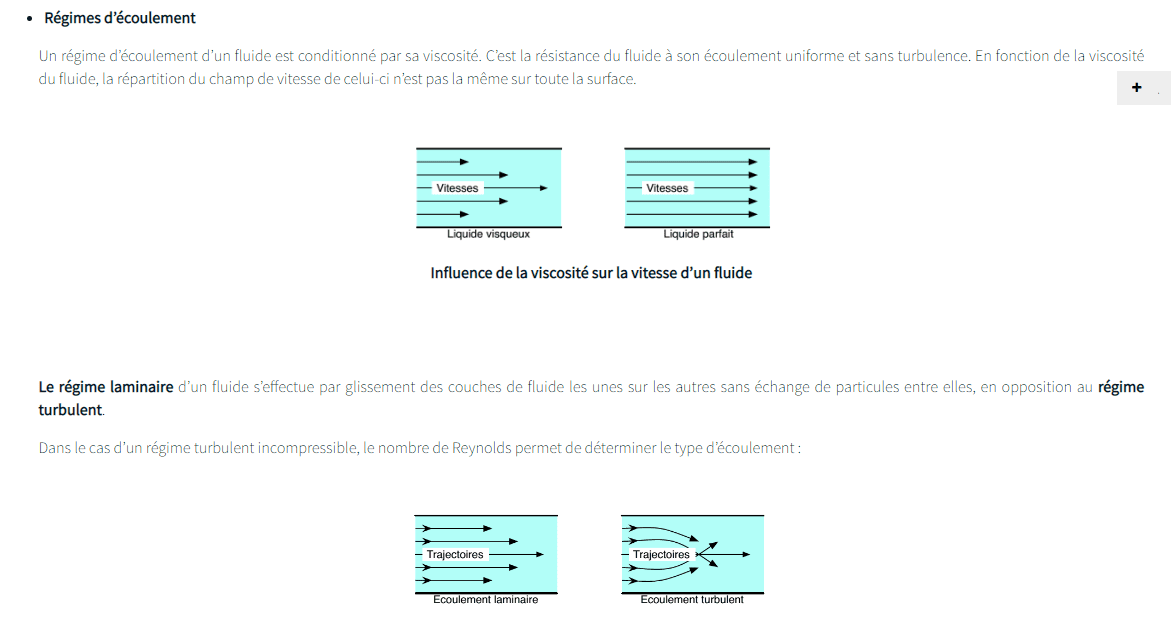 • Régimes d’écoulement
Un régime d’écoulement d’un fluide est conditionné par sa viscosité. C’est la résistance du fluide à son écoulement uniforme et sans turbulence. En fonction de la viscosité
du fluide, la répartition du champ de vitesse de celui-ci n’est pas la même sur toute la surface.
+ .
Vitesses
Vitesses
Liquide visqueux
Liquide parfait
Influence de la viscosité sur la vitesse d’un fluide
Le régime laminaire d’un fluide s’effectue par glissement des couches de fluide les unes sur les autres sans échange de particules entre elles, en opposition au régime
turbulent.
Dans le cas d’un régime turbulent incompressible, le nombre de Reynolds permet de déterminer le type d’écoulement :
Trajectoires
Trajectoires
Ecoulement laminaire
Ecoulement turbulent